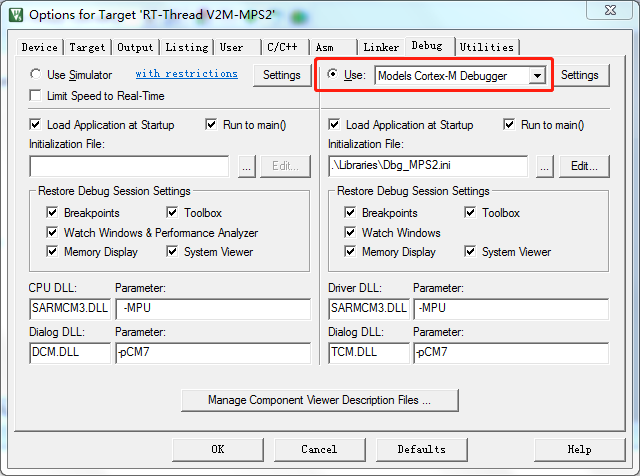 Options for Target 'RT-Thread V2M-MPS2'
Device Target Output Listing User C/C++ Asm Linker Debug Utilities
Use Simulator with restrictions Settings
Limit Speed to Real-Time
Use: Models Cortex-M Debugger Settings
Load Application at Startup Run to main()
Initialization File:
... Edit...
Load Application at Startup Run to main()
Initialization File:
.\Libraries\Dbg_MPS2.ini ... Edit...
Restore Debug Session Settings
Breakpoints Toolbox
Watch Windows & Performance Analyzer
Memory Display System Viewer
Restore Debug Session Settings
Breakpoints Toolbox
Watch Windows
Memory Display System Viewer
CPU DLL: Parameter:
SARMCM3.DLL -MPU
Dialog DLL: Parameter:
DCM.DLL -pCM7
Driver DLL: Parameter:
SARMCM3.DLL -MPU
Dialog DLL: Parameter:
TCM.DLL -pCM7
Manage Component Viewer Description Files ...
OK Cancel Defaults Help